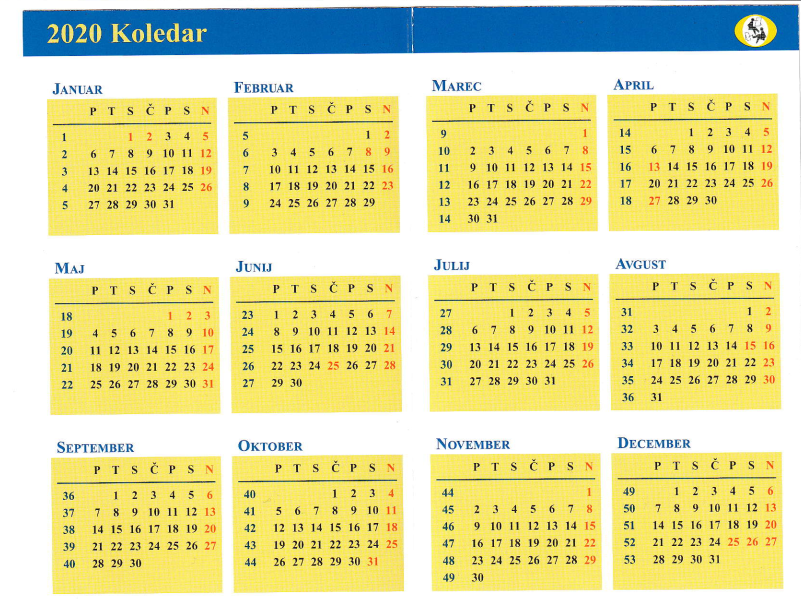 2020 Koledar
JANUAR
P T S Č P S N
1 1 2 3 4 5
2 6 7 8 9 10 11 12
3 13 14 15 16 17 18 19
4 20 21 22 23 24 25 26
5 27 28 29 30 31
FEBRUAR
P T S Č P S N
5 1 2
6 3 4 5 6 7 8 9
7 10 11 12 13 14 15 16
8 17 18 19 20 21 22 23
9 24 25 26 27 28 29
MAREC
P T S Č P S N
9 1
10 2 3 4 5 6 7 8
11 9 10 11 12 13 14 15
12 16 17 18 19 20 21 22
13 23 24 25 26 27 28 29
14 30 31
APRIL
P T S Č P S N
14 1 2 3 4 5
15 6 7 8 9 10 11 12
16 13 14 15 16 17 18 19
17 20 21 22 23 24 25 26
18 27 28 29 30
MAJ
P T S Č P S N
18 1 2 3
19 4 5 6 7 8 9 10
20 11 12 13 14 15 16 17
21 18 19 20 21 22 23 24
22 25 26 27 28 29 30 31
JUNIJ
P T S Č P S N
23 1 2 3 4 5 6 7
24 8 9 10 11 12 13 14
25 15 16 17 18 19 20 21
26 22 23 24 25 26 27 28
27 29 30
JULIJ
P T S Č P S N
27 1 2 3 4 5
28 6 7 8 9 10 11 12
29 13 14 15 16 17 18 19
30 20 21 22 23 24 25 26
31 27 28 29 30 31
AVGUST
P T S Č P S N
31 1 2
32 3 4 5 6 7 8 9
33 10 11 12 13 14 15 16
34 17 18 19 20 21 22 23
35 24 25 26 27 28 29 30
36 31
SEPTEMBER
P T S Č P S N
36 1 2 3 4 5 6
37 7 8 9 10 11 12 13
38 14 15 16 17 18 19 20
39 21 22 23 24 25 26 27
40 28 29 30
OKTOBER
P T S Č P S N
40 1 2 3 4
41 5 6 7 8 9 10 11
42 12 13 14 15 16 17 18
43 19 20 21 22 23 24 25
44 26 27 28 29 30 31
NOVEMBER
P T S Č P S N
44 1
45 2 3 4 5 6 7 8
46 9 10 11 12 13 14 15
47 16 17 18 19 20 21 22
48 23 24 25 26 27 28 29
49 30
DECEMBER
P T S Č P S N
49 1 2 3 4 5 6
50 7 8 9 10 11 12 13
51 14 15 16 17 18 19 20
52 21 22 23 24 25 26 27
53 28 29 30 31